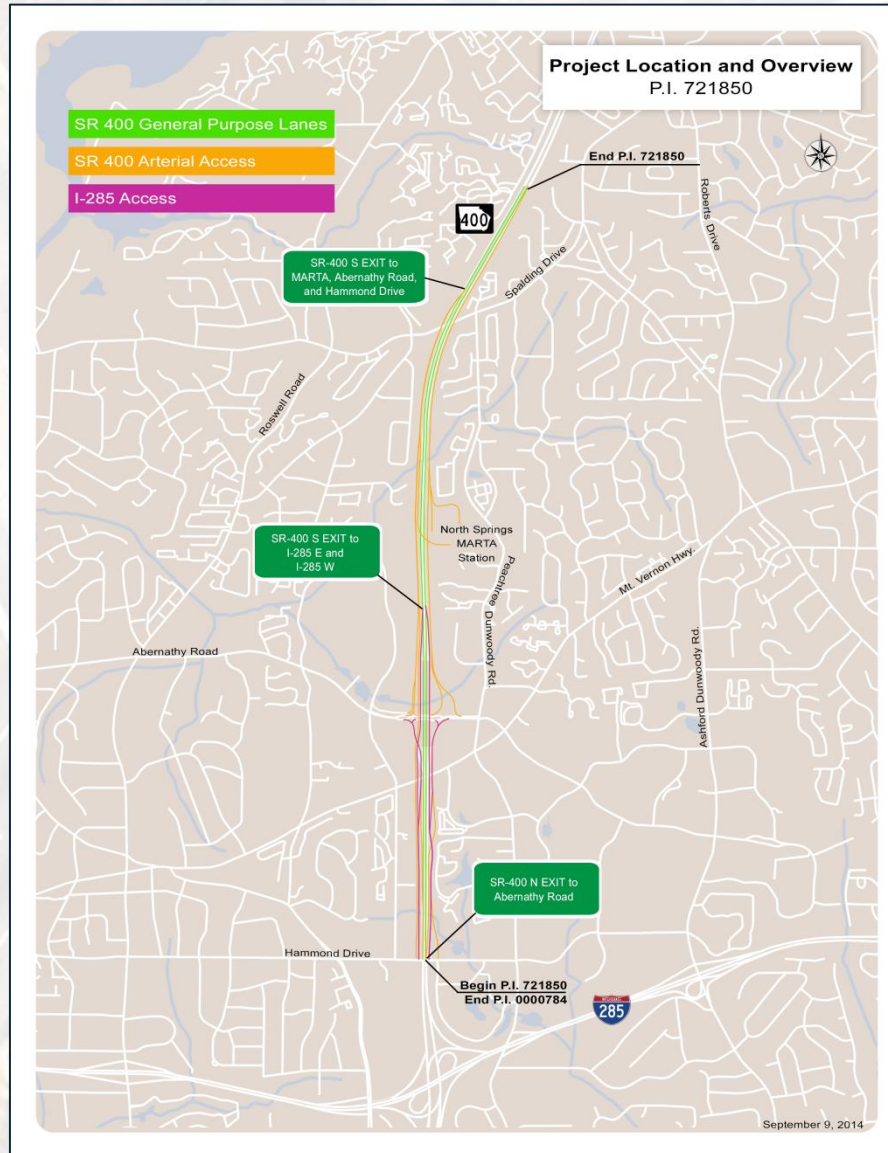 Project Location and Overview
P.I. 721850
SR 400 General Purpose Lanes
SR 400 Arterial Access
I-285 Access
End P.I. 721850
Roberts Drive
400
SR-400 S EXIT to
MARTA, Abernathy Road,
and Hammond Drive
Spalding Drive
Roswell Road
North Springs
MARTA
Station
SR-400 S EXIT to
I-285 E and
I-285 W
Peachtree Dunwoody Rd.
Mt. Vernon Hwy.
Abernathy Road
Ashford Dunwoody Rd.
SR-400 N EXIT to
Abernathy Road
Hammond Drive
Begin P.I. 721850
End P.I. 0000784
INTERSTATE
285
September 9, 2014